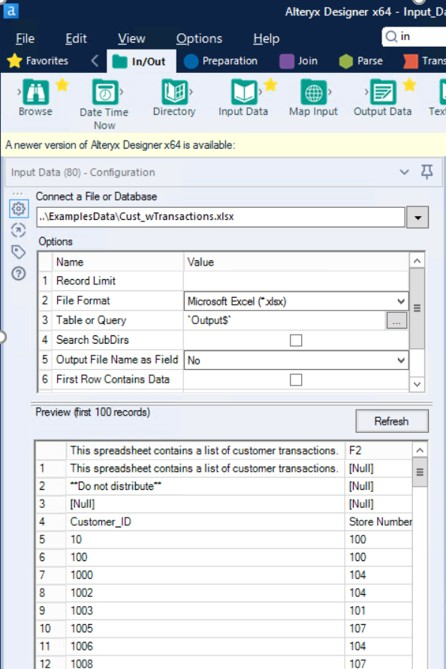 a
Alteryx Designer x64 - Input_Da
File Edit View Options Help
in
Favorites In/Out Preparation Join Parse Trans
Browse Date Time Now Directory Input Data Map Input Output Data Tex
A newer version of Alteryx Designer x64 is available:
Input Data (80) - Configuration
Connect a File or Database
..\ExamplesData\Cust_wTransactions.xlsx
Options
Name Value
1 Record Limit
2 File Format Microsoft Excel (*.xlsx)
3 Table or Query `Output$` ...
4 Search SubDirs
5 Output File Name as Field No
6 First Row Contains Data
Preview (first 100 records)
Refresh
This spreadsheet contains a list of customer transactions. F2
1 This spreadsheet contains a list of customer transactions. [Null]
2 **Do not distribute** [Null]
3 [Null] [Null]
4 Customer_ID Store Number
5 10 100
6 100 100
7 1000 104
8 1002 104
9 1003 101
10 1005 107
11 1006 104
12 1008 107